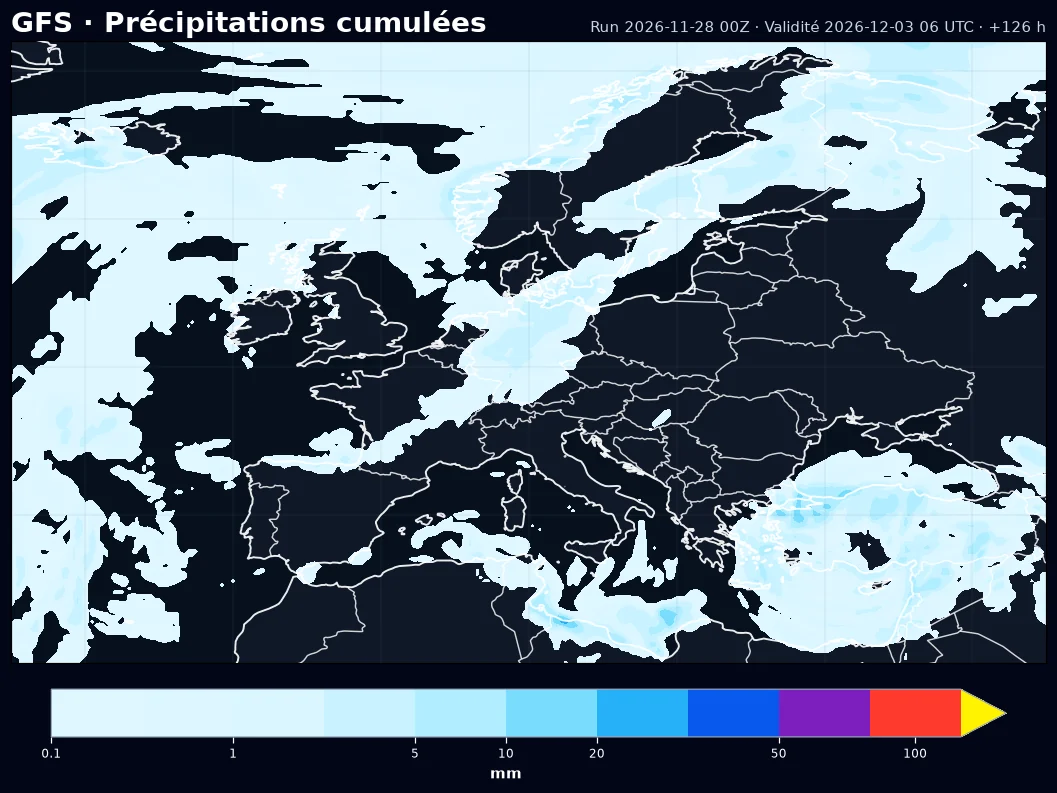 GFS · Précipitations cumulées
Run 2026-11-28 00Z · Validité 2026-12-03 06 UTC · +126 h
0.1 1 5 10 20 50 100
mm